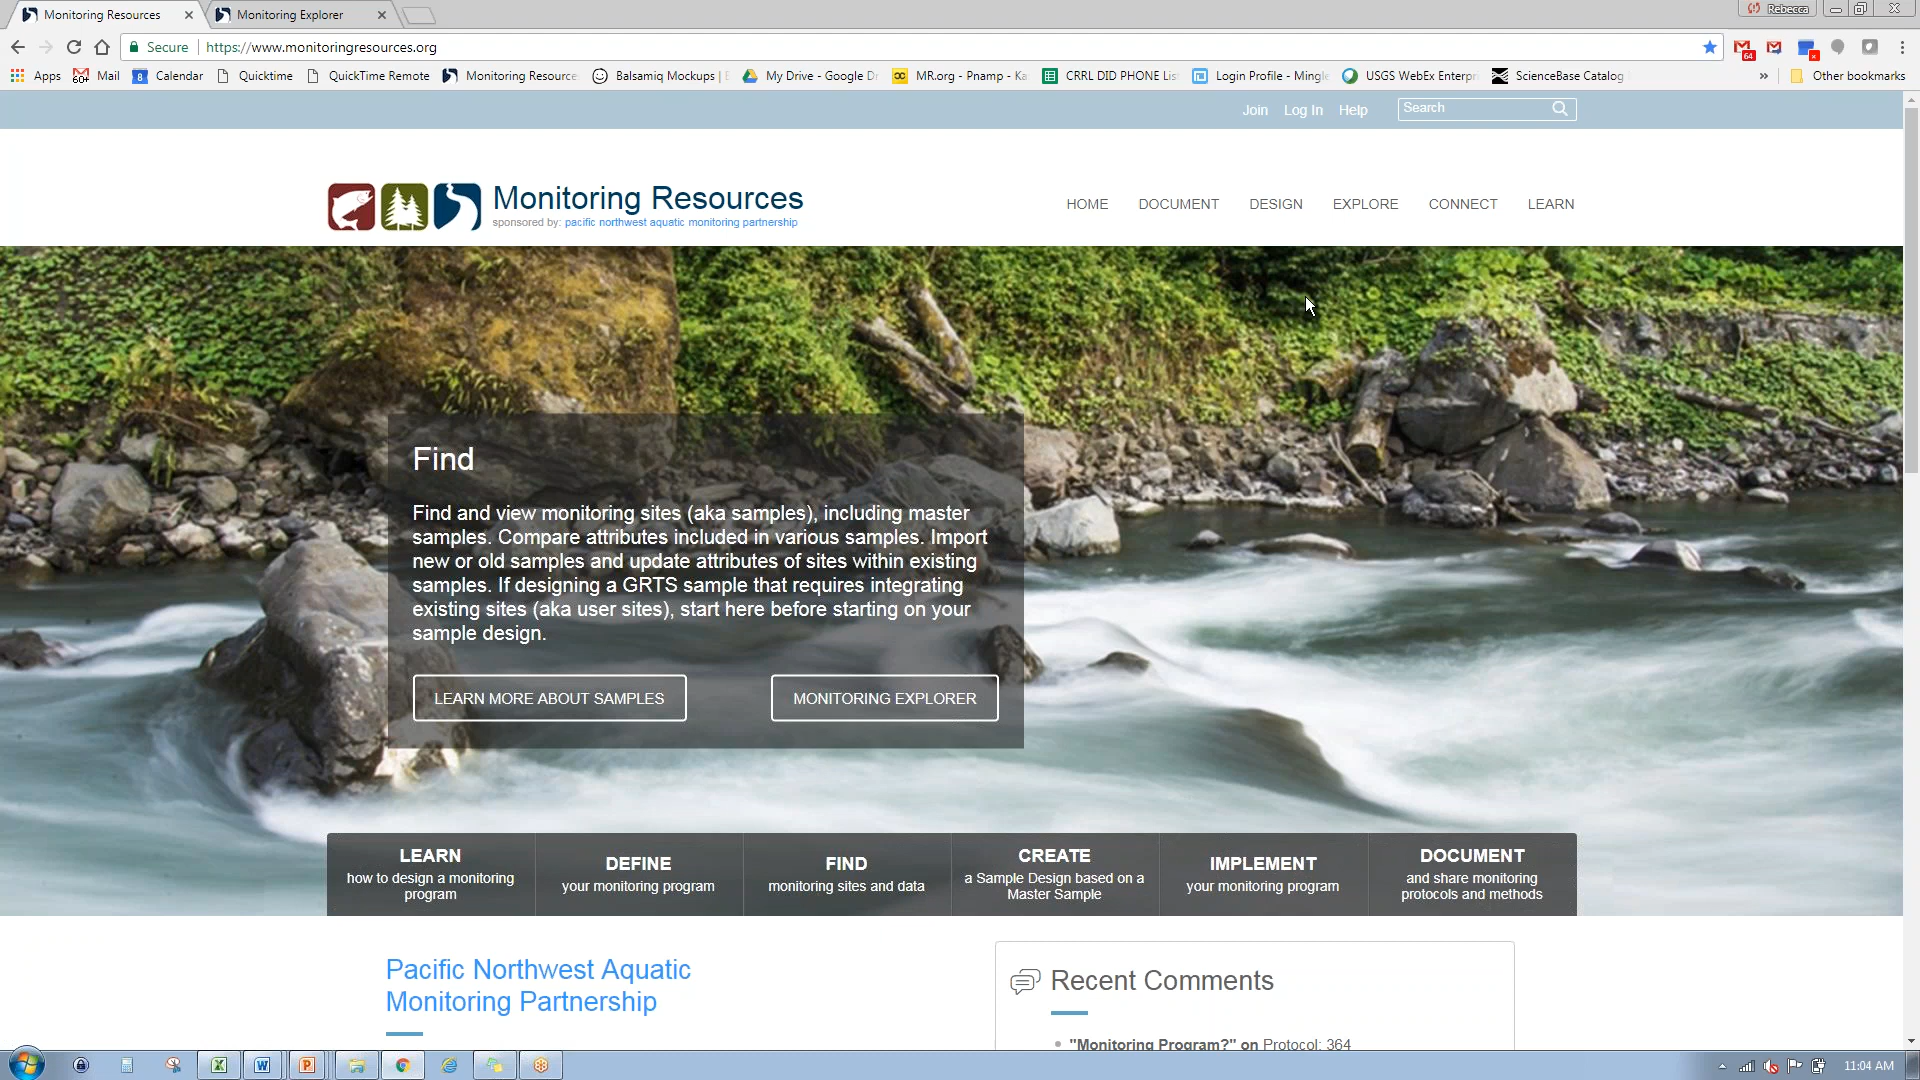 Monitoring Resources
Monitoring Explorer
Rebecca
Secure
https://www.monitoringresources.org
64
Apps
60+
Mail
8
Calendar
Quicktime
QuickTime Remote
Monitoring Resource
Balsamiq Mockups |
My Drive - Google Dr
MR.org - Pnamp - Ka
CRRL DID PHONE Lis
Login Profile - Mingle
USGS WebEx Enterpr
ScienceBase Catalog
»
Other bookmarks
Join
Log In
Help
Search
Monitoring Resources
sponsored by: pacific northwest aquatic monitoring partnership
HOME
DOCUMENT
DESIGN
EXPLORE
CONNECT
LEARN
Find
Find and view monitoring sites (aka samples), including master
samples. Compare attributes included in various samples. Import
new or old samples and update attributes of sites within existing
samples. If designing a GRTS sample that requires integrating
existing sites (aka user sites), start here before starting on your
sample design.
LEARN MORE ABOUT SAMPLES
MONITORING EXPLORER
LEARN
how to design a monitoring
program
DEFINE
your monitoring program
FIND
monitoring sites and data
CREATE
a Sample Design based on a
Master Sample
IMPLEMENT
your monitoring program
DOCUMENT
and share monitoring
protocols and methods
Pacific Northwest Aquatic
Monitoring Partnership
Recent Comments
"Monitoring Program?" on Protocol: 364
11:04 AM